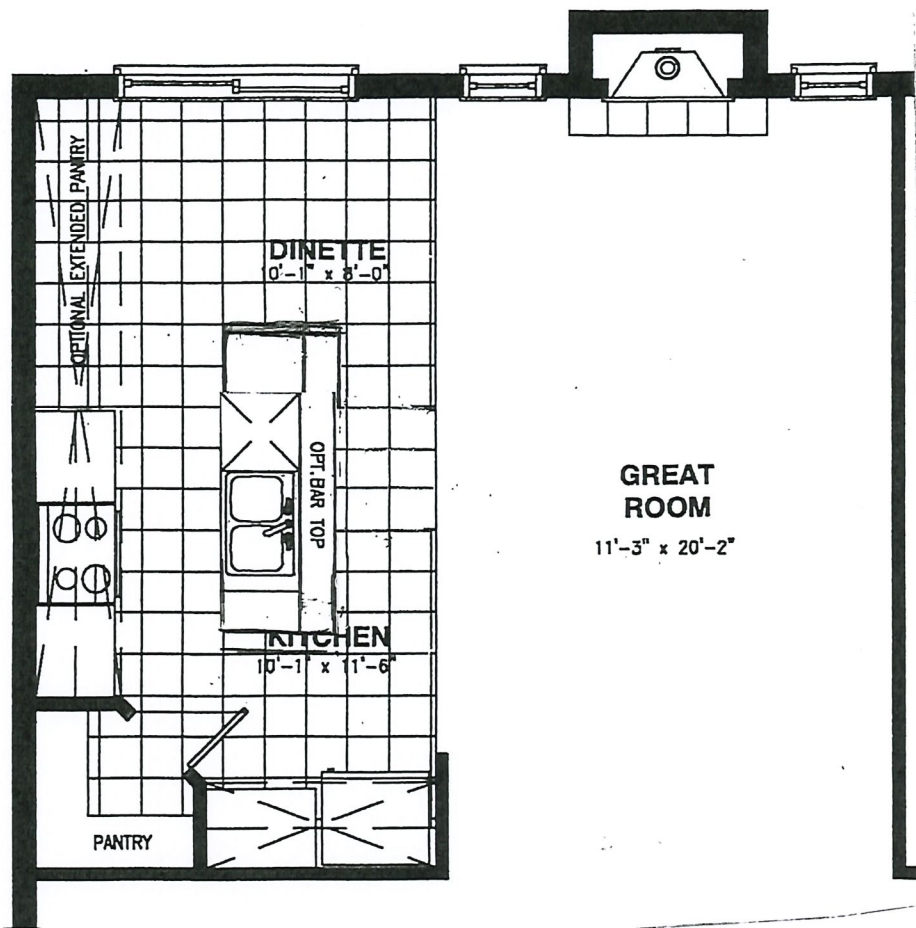 OPTIONAL EXTENDED PANTRY
DINETTE
0'-1" x 8'-0"
OPT. BAR TOP
GREAT
ROOM
11'-3" x 20'-2"
KITCHEN
10'-1" x 11'-6"
PANTRY